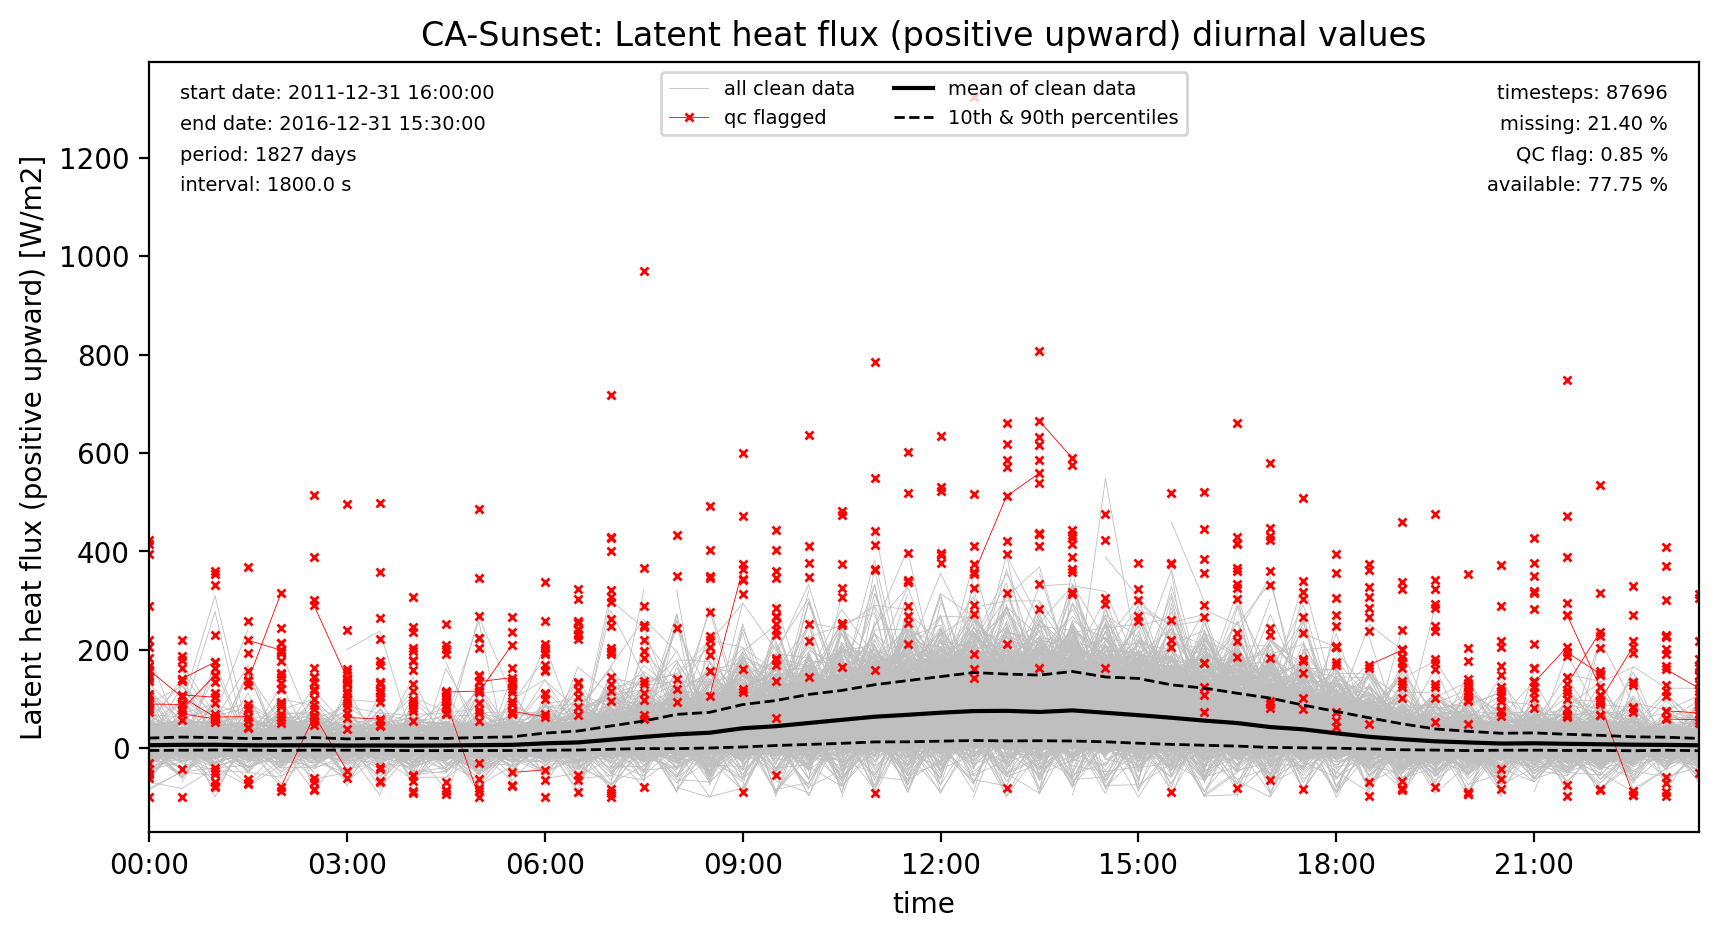 CA-Sunset: Latent heat flux (positive upward) diurnal values
start date: 2011-12-31 16:00:00
end date: 2016-12-31 15:30:00
period: 1827 days
interval: 1800.0 s
all clean data
qc flagged
mean of clean data
10th & 90th percentiles
timesteps: 87696
missing: 21.40 %
QC flag: 0.85 %
available: 77.75 %
Latent heat flux (positive upward) [W/m2]
1200
1000
800
600
400
200
0
00:00 03:00 06:00 09:00 12:00 15:00 18:00 21:00
time